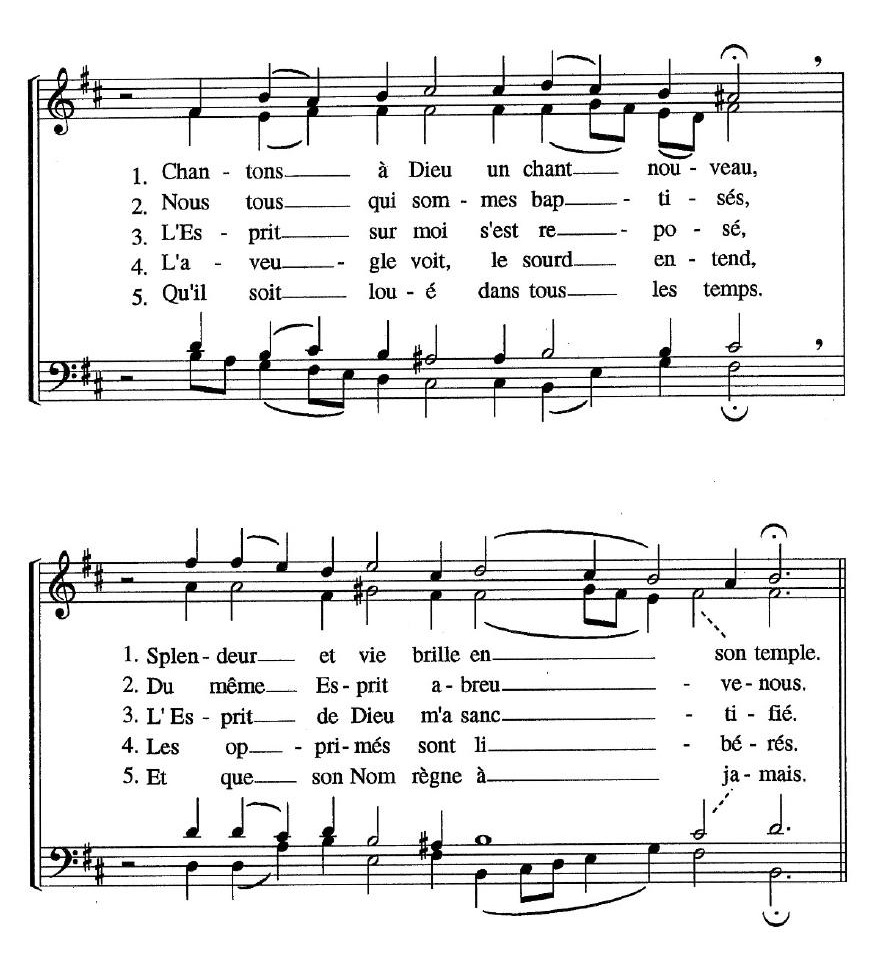 1. Chan - tons à Dieu un chant nou - veau,
2. Nous tous qui som - mes bap - ti - sés,
3. L'Es - prit sur moi s'est re - po - sé,
4. L'a - veu - gle voit, le sourd en - tend,
5. Qu'il soit lou - é dans tous les temps.
1. Splen - deur et vie brille en son temple.
2. Du même Es - prit a - breu - ve - nous.
3. L'Es - prit de Dieu m'a sanc - ti - fié.
4. Les op - pri - més sont li - bé - rés.
5. Et que son Nom règne à ja - mais.